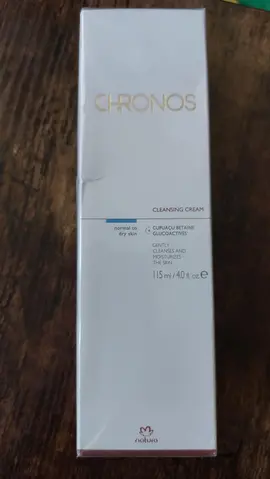 CHRONOS
CLEANSING CREAM
normal to
dry skin
CUPUAÇU BETAINE
GLUCOACTIVES
GENTLY
CLEANSES AND
MOISTURIZES
THE SKIN
115 ml / 4.0 fl. oz e
natura